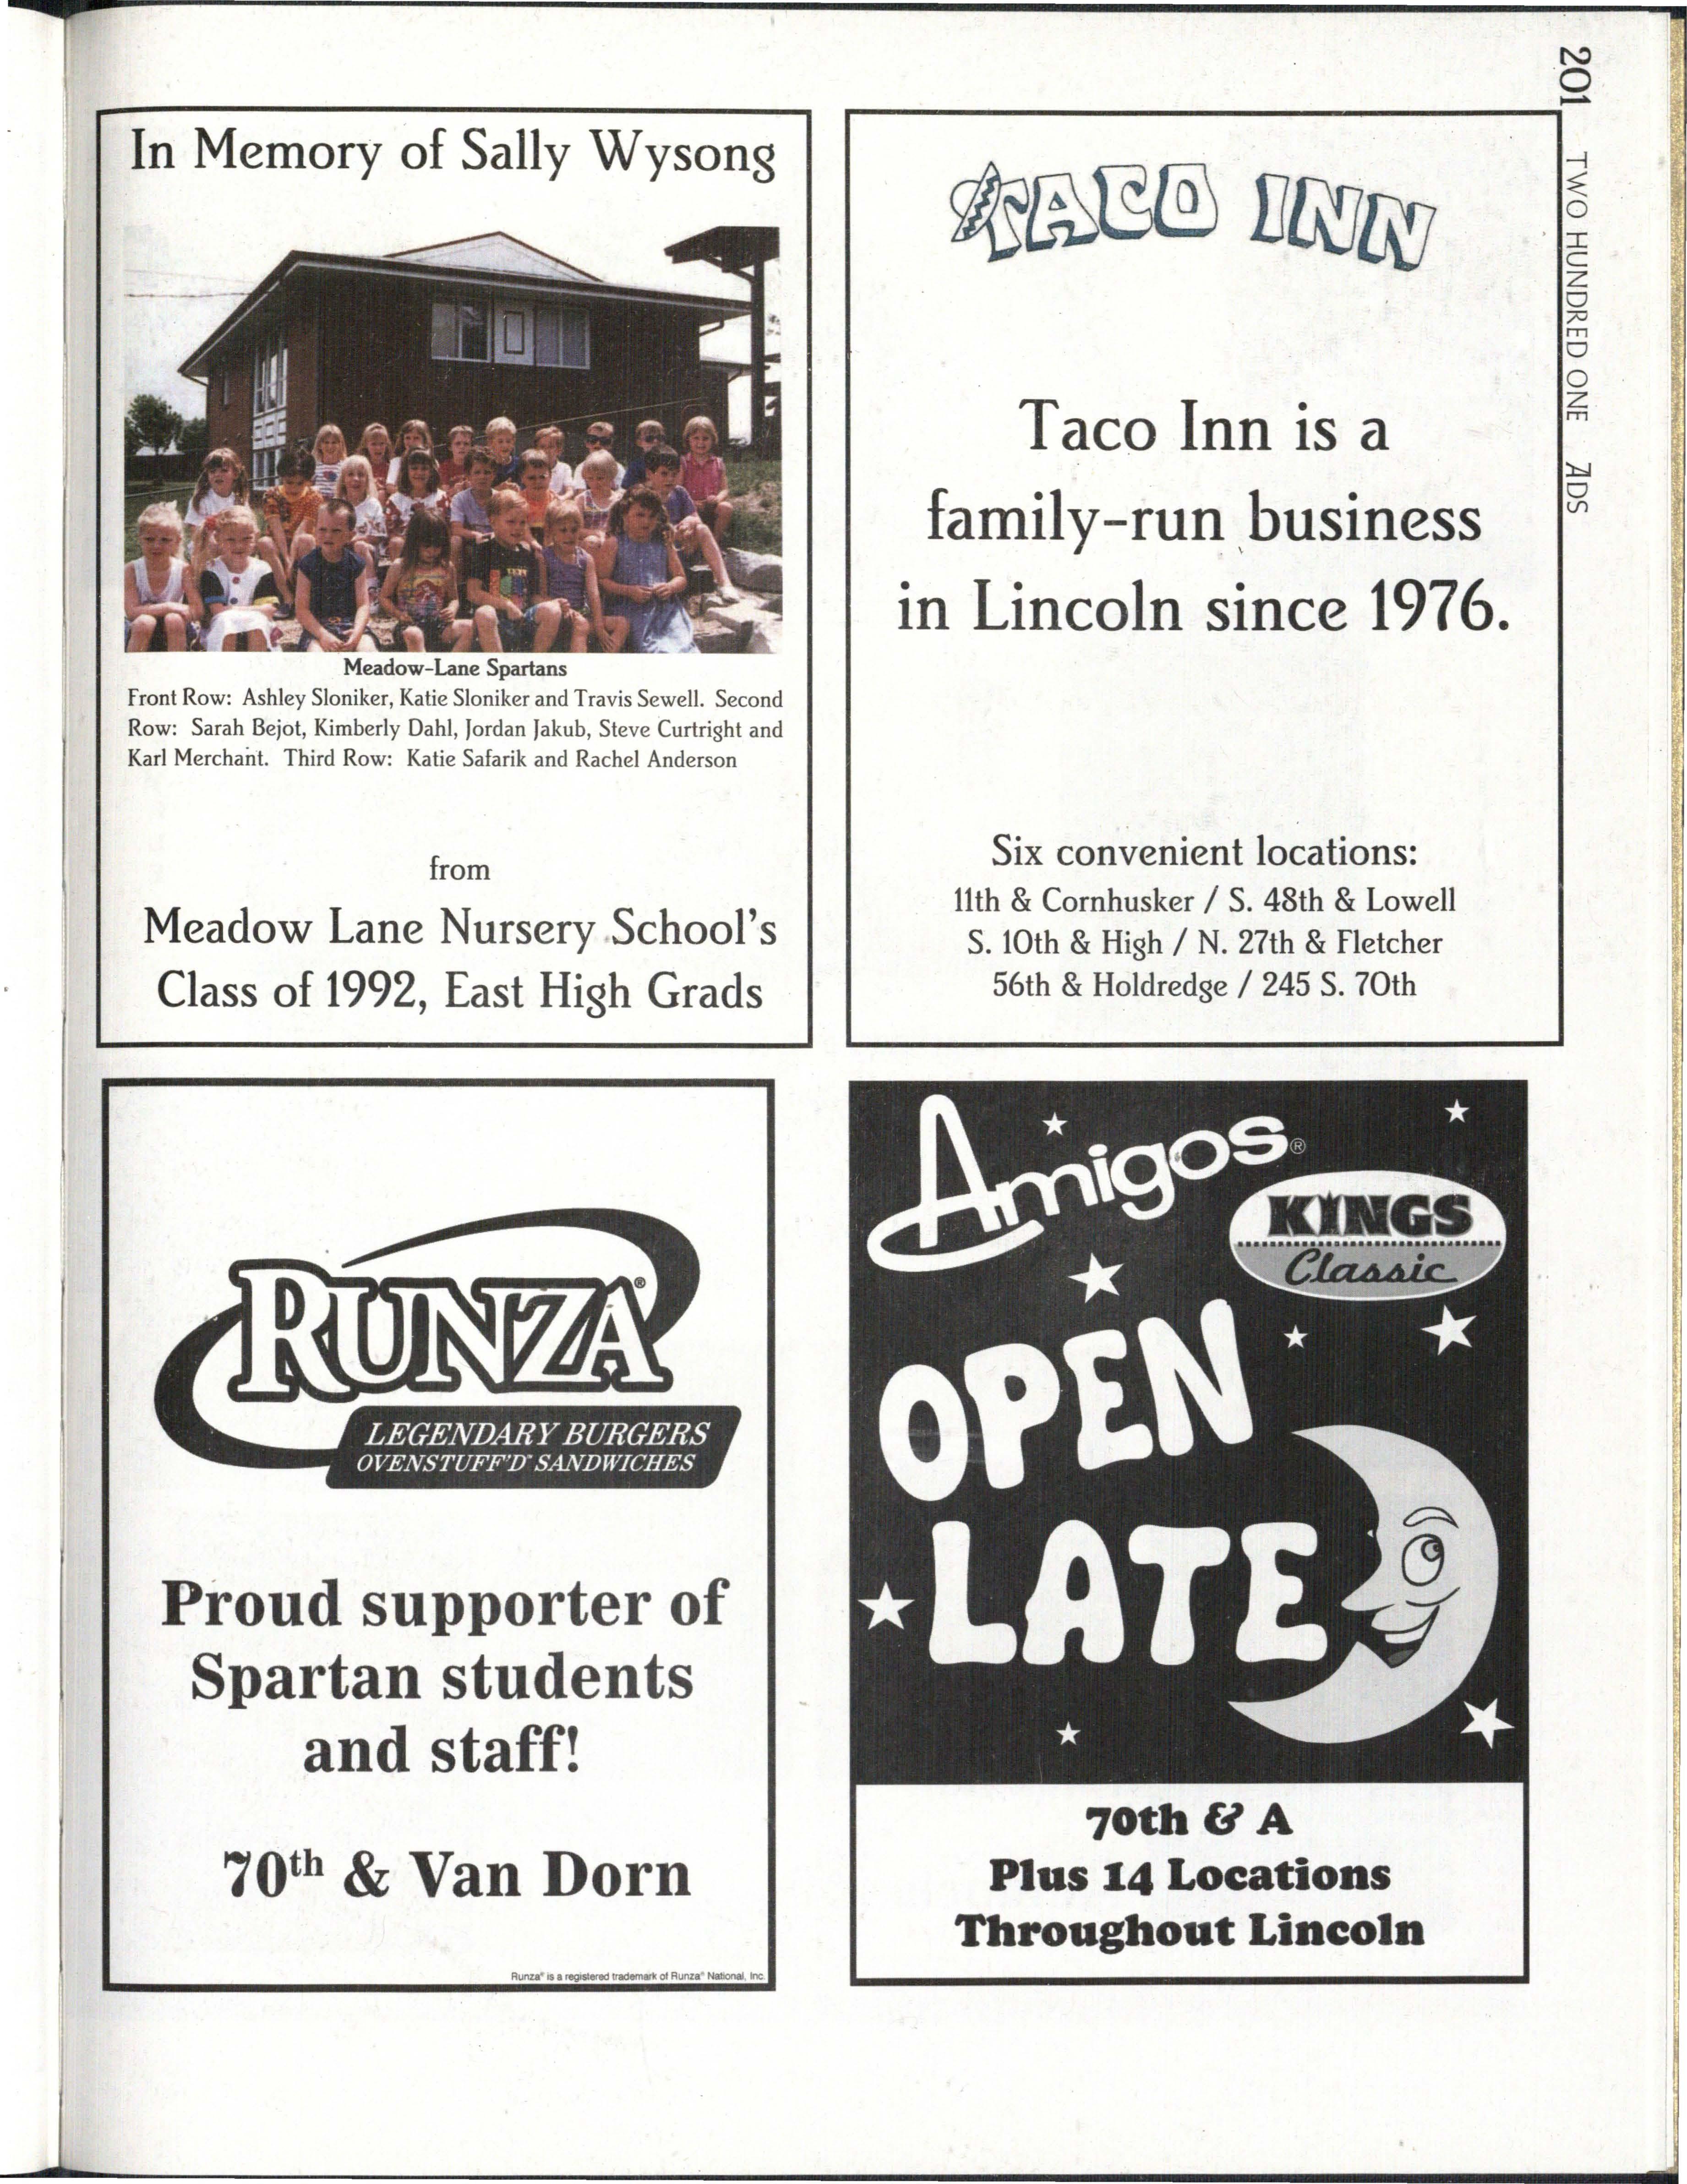 201 TWO HUNDRED ONE ADS
In Memory of Sally Wysong
Meadow-Lane Spartans
Front Row: Ashley Sloniker, Katie Sloniker and Travis Sewell. Second
Row: Sarah Bejot, Kimberly Dahl, Jordan Jakub, Steve Curtright and
Karl Merchant. Third Row: Katie Safarik and Rachel Anderson
from
Meadow Lane Nursery School's
Class of 1992, East High Grads
TACO INN
Taco Inn is a
family-run business
in Lincoln since 1976.
Six convenient locations:
11th & Cornhusker / S. 48th & Lowell
S. 10th & High / N. 27th & Fletcher
56th & Holdredge / 245 S. 70th
RUNZA®
LEGENDARY BURGERS
OVENSTUFF'D™ SANDWICHES
Proud supporter of
Spartan students
and staff!
70th & Van Dorn
Runza® is a registered trademark of Runza® National, Inc.
Amigos®
KINGS
Classic
OPEN
LATE
70th & A
Plus 14 Locations
Throughout Lincoln